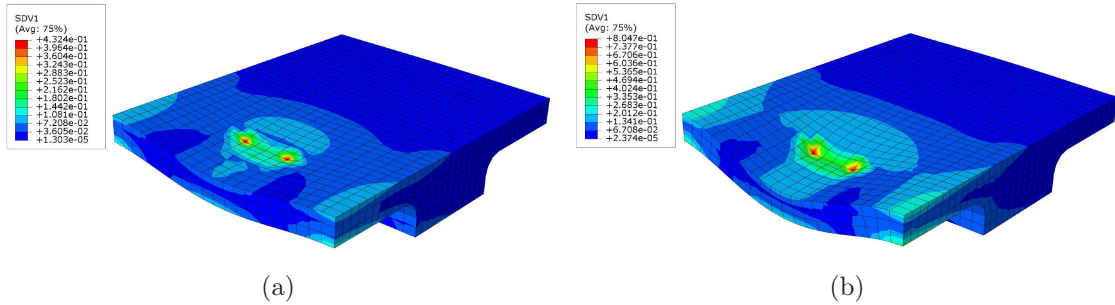 SDV1
(Avg: 75%)
+4.324e-01
+3.964e-01
+3.604e-01
+3.243e-01
+2.883e-01
+2.523e-01
+2.162e-01
+1.802e-01
+1.442e-01
+1.081e-01
+7.208e-02
+3.605e-02
+1.303e-05
SDV1
(Avg: 75%)
+8.047e-01
+7.377e-01
+6.706e-01
+6.036e-01
+5.365e-01
+4.694e-01
+4.024e-01
+3.353e-01
+2.683e-01
+2.012e-01
+1.341e-01
+6.708e-02
+2.374e-05
(a)
(b)